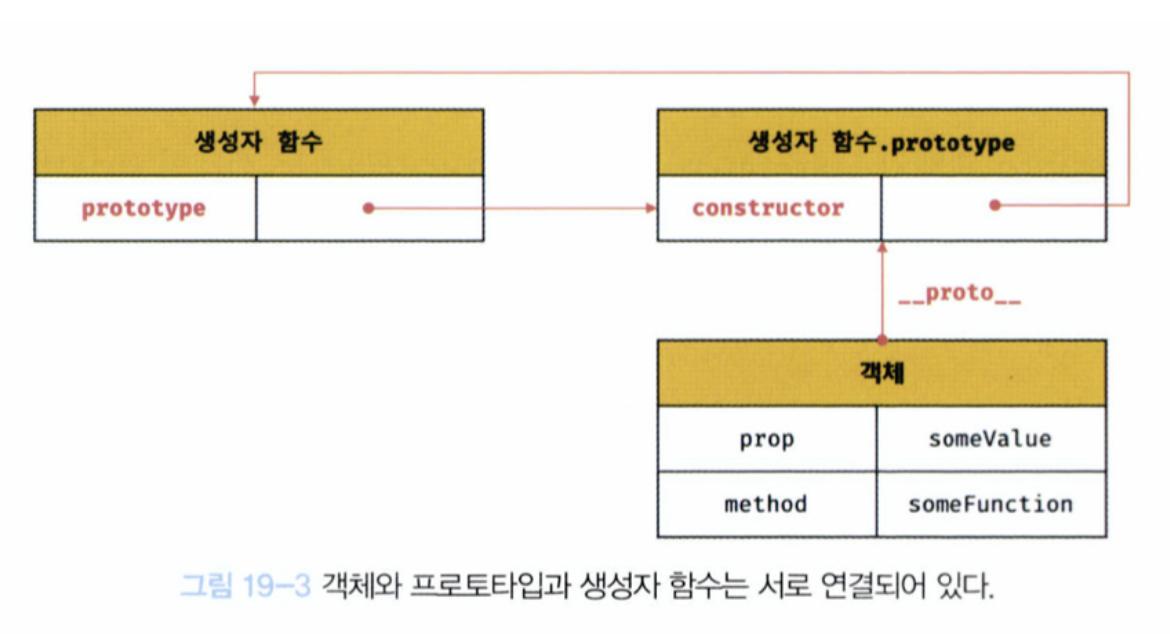 생성자 함수
생성자 함수.prototype
prototype
constructor
__proto__
객체
prop
someValue
method
someFunction
그림 19-3 객체와 프로토타입과 생성자 함수는 서로 연결되어 있다.